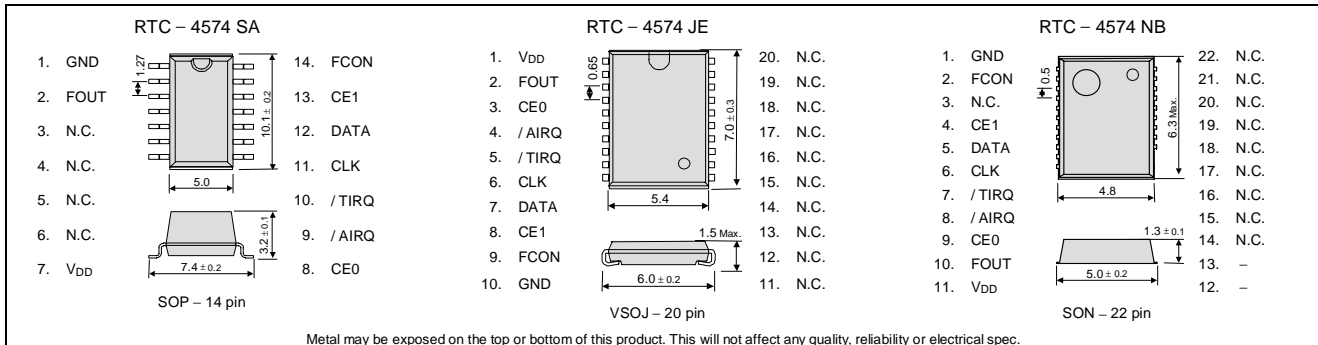 RTC – 4574 SA
1. GND
2. FOUT
3. N.C.
4. N.C.
5. N.C.
6. N.C.
7. VDD
1.27
10.1 ± 0.2
5.0
3.2 ± 0.1
7.4 ± 0.2
14. FCON
13. CE1
12. DATA
11. CLK
10. / TIRQ
9. / AIRQ
8. CE0
SOP – 14 pin
RTC – 4574 JE
1. VDD
2. FOUT
3. CE0
4. / AIRQ
5. / TIRQ
6. CLK
7. DATA
8. CE1
9. FCON
10. GND
0.65
7.0 ± 0.3
5.4
1.5 Max.
6.0 ± 0.2
20. N.C.
19. N.C.
18. N.C.
17. N.C.
16. N.C.
15. N.C.
14. N.C.
13. N.C.
12. N.C.
11. N.C.
VSOJ – 20 pin
RTC – 4574 NB
1. GND
2. FCON
3. N.C.
4. CE1
5. DATA
6. CLK
7. / TIRQ
8. / AIRQ
9. CE0
10. FOUT
11. VDD
0.5
6.3 Max.
4.8
1.3 ± 0.1
5.0 ± 0.2
22. N.C.
21. N.C.
20. N.C.
19. N.C.
18. N.C.
17. N.C.
16. N.C.
15. N.C.
14. N.C.
13. –
12. –
SON – 22 pin
Metal may be exposed on the top or bottom of this product. This will not affect any quality, reliability or electrical spec.